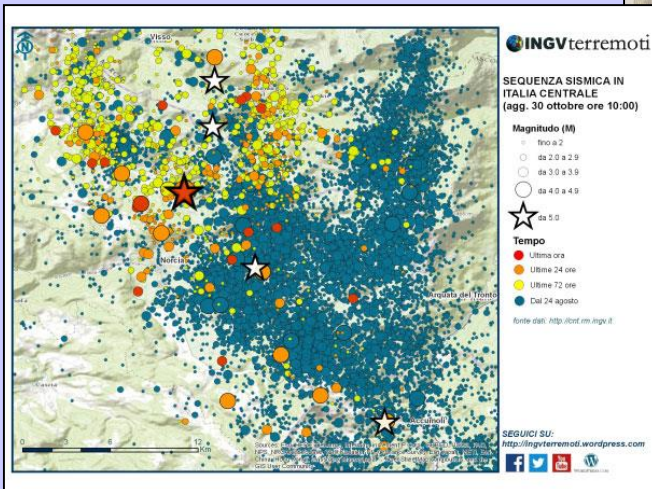 Visso
Norcia
Arquata del Tronto
Accumoli
0 3 6 12
Km
GIS User Community
INGVterremoti
SEQUENZA SISMICA IN
ITALIA CENTRALE
(agg. 30 ottobre ore 10:00)
Magnitudo (M)
fino a 2
da 2.0 a 2.9
da 3.0 a 3.9
da 4.0 a 4.9
da 5.0
Tempo
Ultima ora
Ultime 24 ore
Ultime 72 ore
Dal 24 agosto
fonte dati: http://cnt.rm.ingv.it
SEGUICI SU:
http://ingvterremoti.wordpress.com